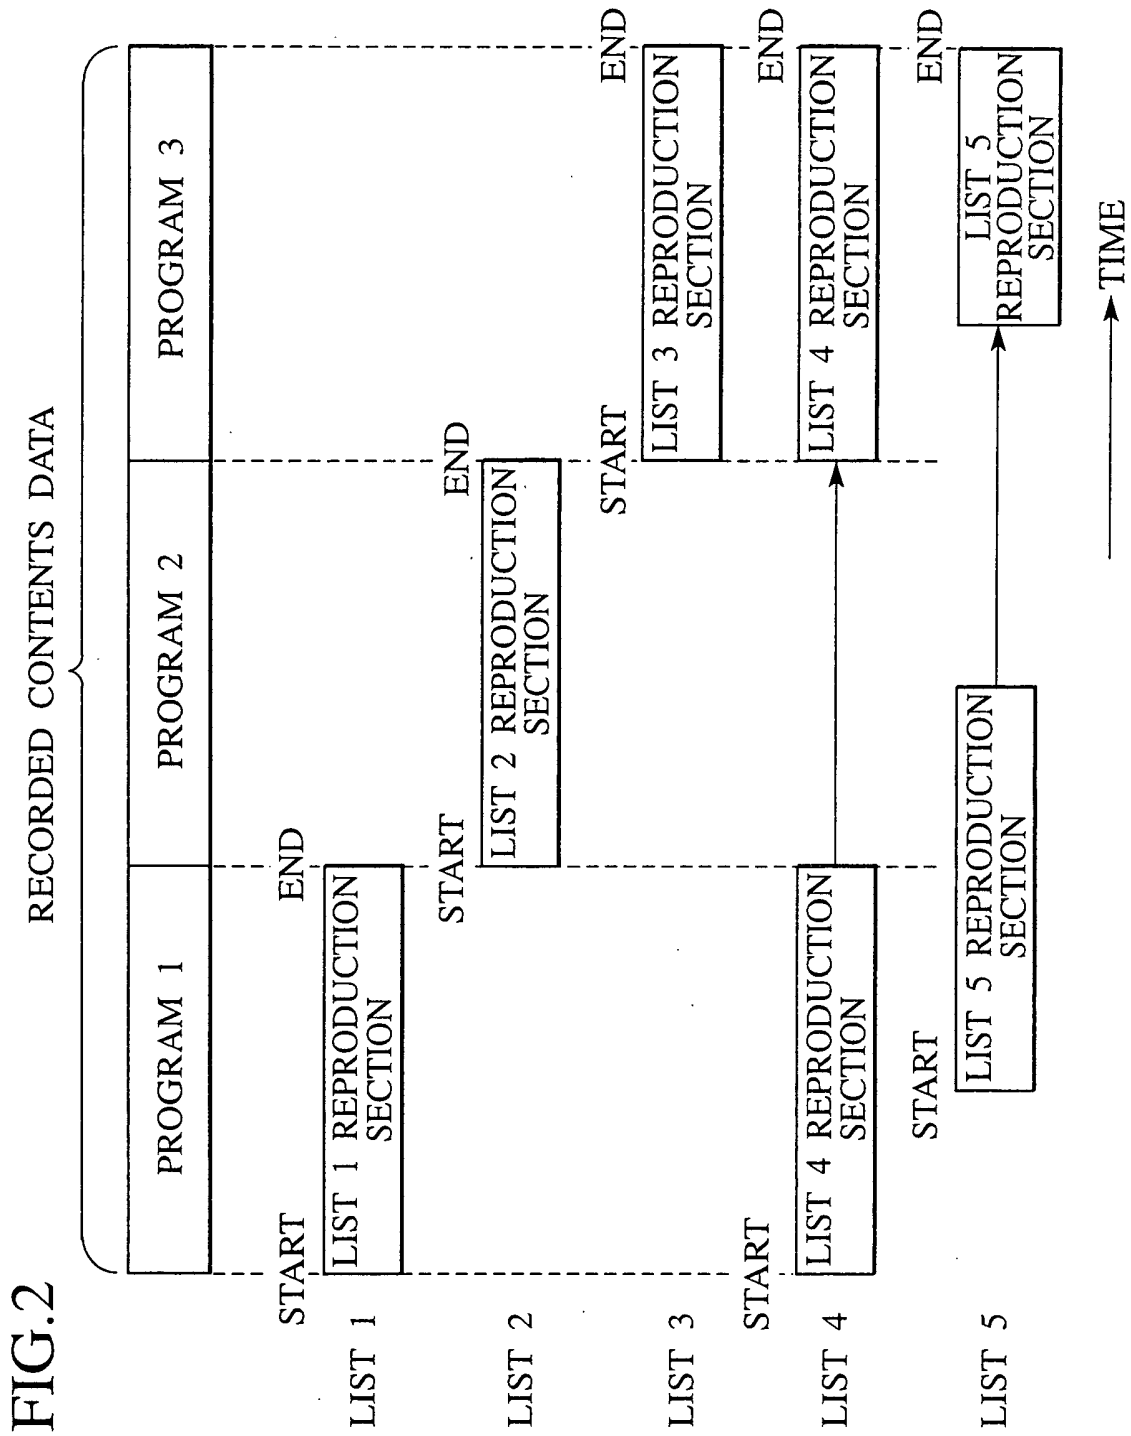 FIG.2
RECORDED CONTENTS DATA
PROGRAM 1
PROGRAM 2
PROGRAM 3
START
END
LIST 1
LIST 1 REPRODUCTION
SECTION
START
END
LIST 2
LIST 2 REPRODUCTION
SECTION
START
END
LIST 3
LIST 3 REPRODUCTION
SECTION
START
END
LIST 4
LIST 4 REPRODUCTION
SECTION
LIST 4 REPRODUCTION
SECTION
START
END
LIST 5
LIST 5 REPRODUCTION
SECTION
LIST 5
REPRODUCTION
SECTION
TIME